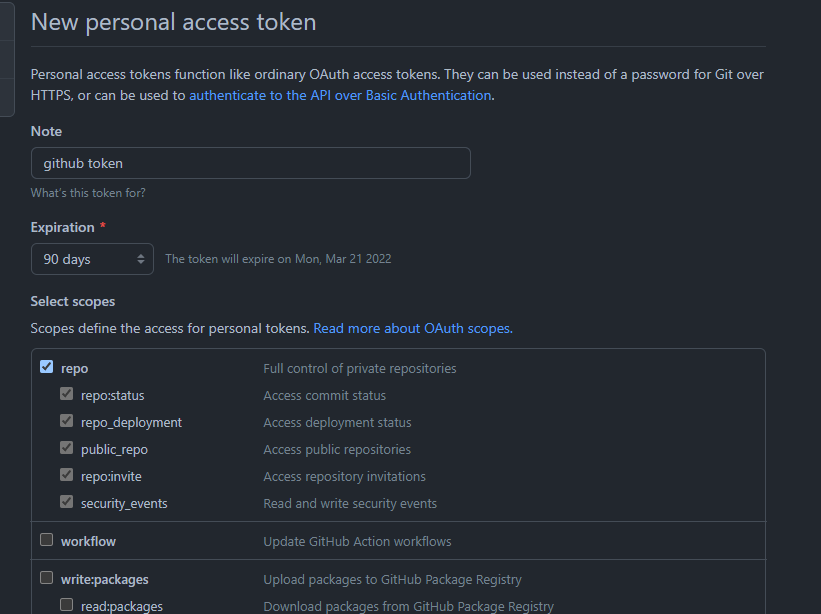 New personal access token
Personal access tokens function like ordinary OAuth access tokens. They can be used instead of a password for Git over
HTTPS, or can be used to authenticate to the API over Basic Authentication.
Note
github token
What's this token for?
Expiration *
90 days The token will expire on Mon, Mar 21 2022
Select scopes
Scopes define the access for personal tokens. Read more about OAuth scopes.
repo Full control of private repositories
repo:status Access commit status
repo_deployment Access deployment status
public_repo Access public repositories
repo:invite Access repository invitations
security_events Read and write security events
workflow Update GitHub Action workflows
write:packages Upload packages to GitHub Package Registry
read:packages Download packages from GitHub Package Registry